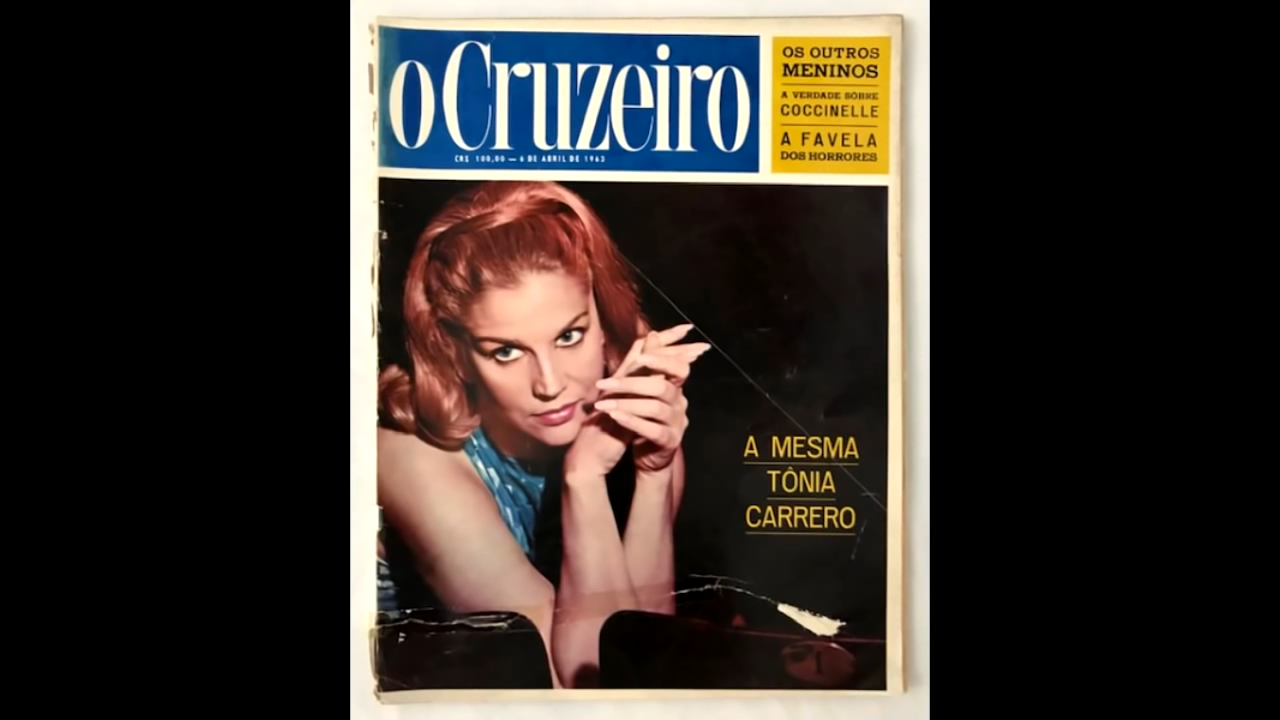 o Cruzeiro
CR$ 100,00 — 6 DE ABRIL DE 1963
OS OUTROS
MENINOS
A VERDADE SÔBRE
COCCINELLE
A FAVELA
DOS HORRORES
A MESMA
TÔNIA
CARRERO